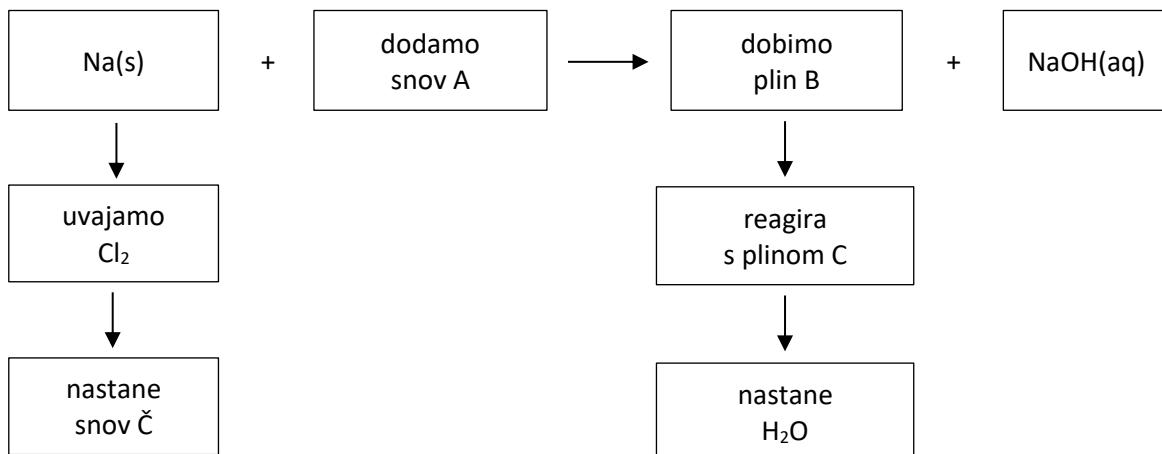 Na(s) + dodamo snov A dobimo plin B + NaOH(aq)
uvajamo
Cl₂
reagira
s plinom C
nastane
snov Č
nastane
H₂O